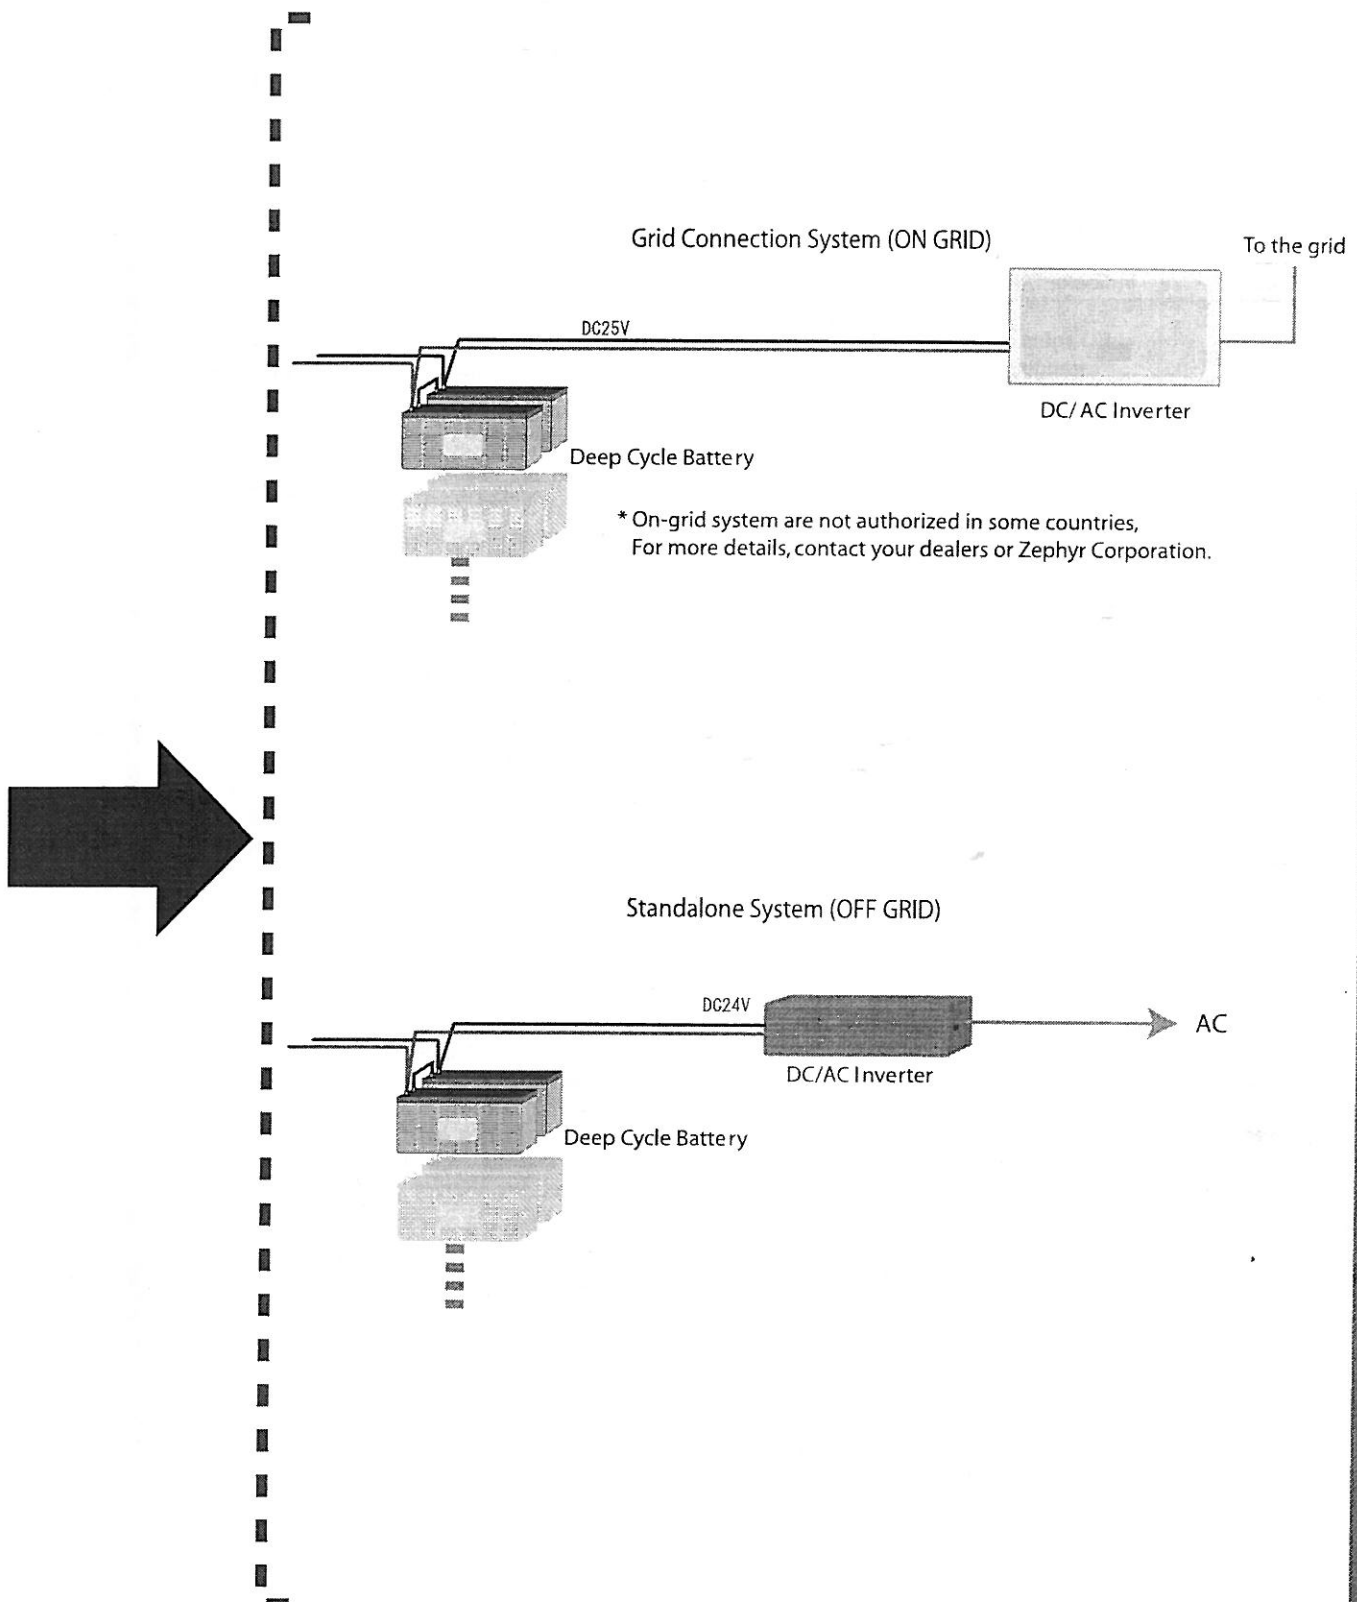 Grid Connection System (ON GRID)
To the grid
DC25V
DC/AC Inverter
Deep Cycle Battery
* On-grid system are not authorized in some countries,
For more details, contact your dealers or Zephyr Corporation.
Standalone System (OFF GRID)
DC24V
AC
DC/AC Inverter
Deep Cycle Battery